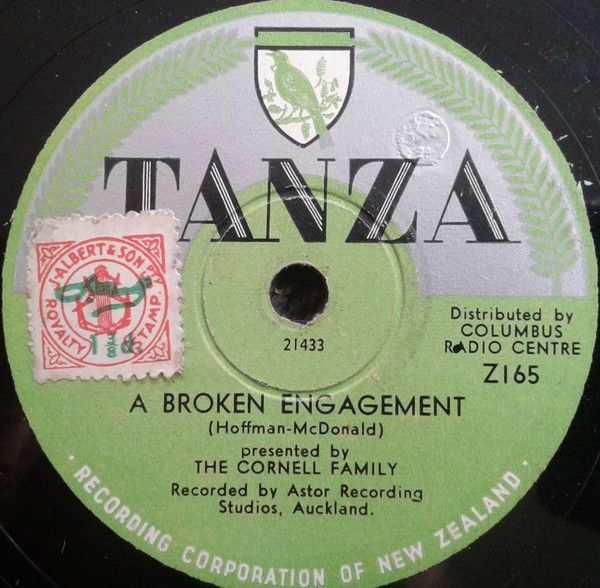 TANZA
J. ALBERT & SON PTY
ROYALTY STAMP
21433
Distributed by
COLUMBUS
RADIO CENTRE
Z165
A BROKEN ENGAGEMENT
(Hoffman-McDonald)
presented by
THE CORNELL FAMILY
Recorded by Astor Recording
Studios, Auckland.
· RECORDING CORPORATION OF NEW ZEALAND ·